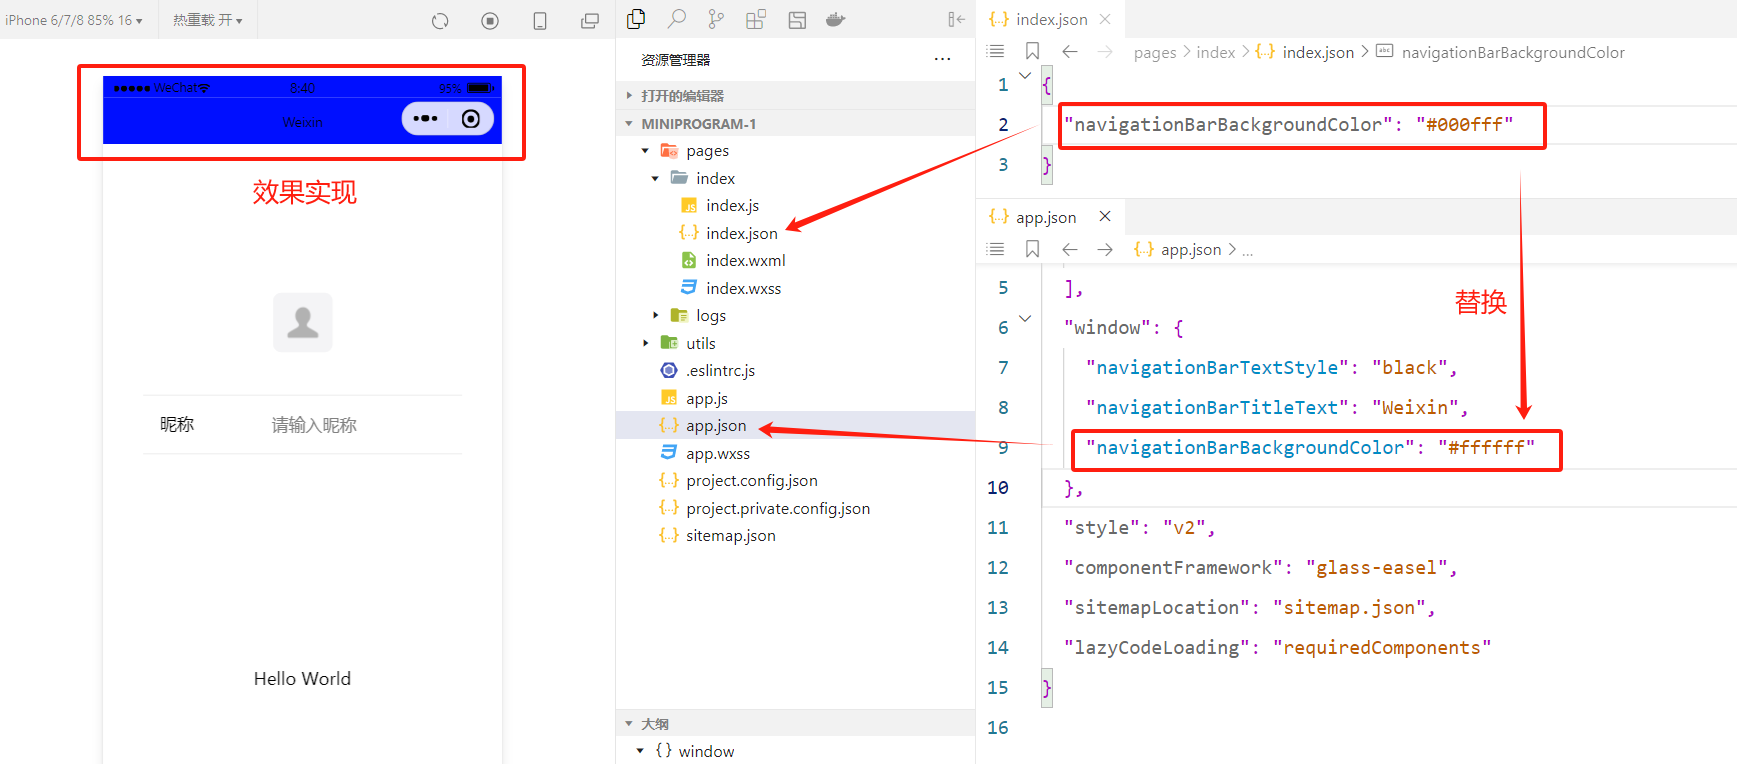 iPhone 6/7/8 85% 16
热重载 开
WeChat
8:40
95%
Weixin
效果实现
昵称
请输入昵称
Hello World
资源管理器
打开的编辑器
MINIPROGRAM-1
pages
index
index.js
index.json
index.wxml
index.wxss
logs
utils
.eslintrc.js
app.js
app.json
app.wxss
project.config.json
project.private.config.json
sitemap.json
大纲
{ } window
{..} index.json
pages > index > {..} index.json > abc navigationBarBackgroundColor
1 {
2 "navigationBarBackgroundColor": "#000fff"
3 }
{..} app.json
{..} app.json > ...
5 ],
6 "window": {
7 "navigationBarTextStyle": "black",
8 "navigationBarTitleText": "Weixin",
9 "navigationBarBackgroundColor": "#ffffff"
10 },
11 "style": "v2",
12 "componentFramework": "glass-easel",
13 "sitemapLocation": "sitemap.json",
14 "lazyCodeLoading": "requiredComponents"
15 }
16
替换